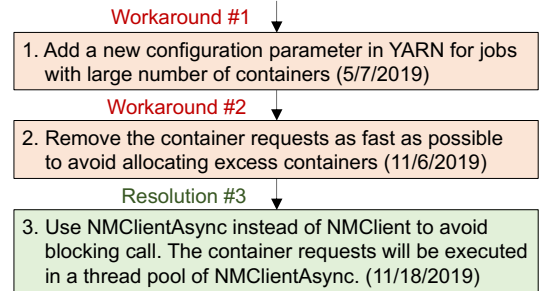 Workaround #1
1. Add a new configuration parameter in YARN for jobs
with large number of containers (5/7/2019)
Workaround #2
2. Remove the container requests as fast as possible
to avoid allocating excess containers (11/6/2019)
Resolution #3
3. Use NMClientAsync instead of NMClient to avoid
blocking call. The container requests will be executed
in a thread pool of NMClientAsync. (11/18/2019)